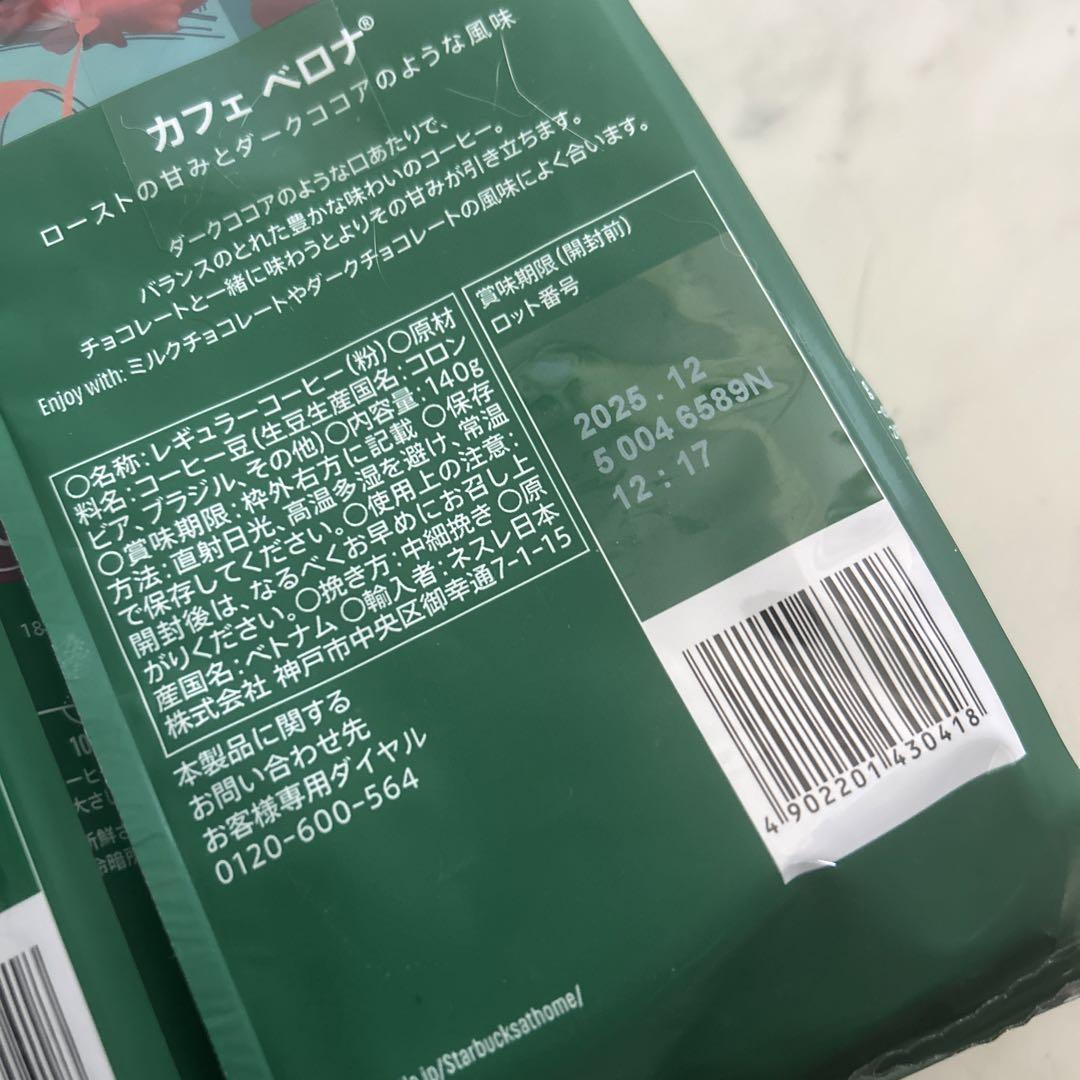 カフェ ベロナ®
ローストの甘みとダークココアのような風味
ダークココアのような口あたりで、
バランスのとれた豊かな味わいのコーヒー。
チョコレートと一緒に味わうとよりその甘みが引き立ちます。
Enjoy with: ミルクチョコレートやダークチョコレートの風味によく合います。
○名称:レギュラーコーヒー(粉)○原材
料名:コーヒー豆(生豆生産国名:コロン
ビア、ブラジル、その他)○内容量:140g
○賞味期限:枠外右方に記載 ○保存
方法:直射日光、高温多湿を避け、常温
で保存してください。○使用上の注意:
開封後は、なるべくお早めにお召し上
がりください。○挽き方:中細挽き ○原
産国名:ベトナム ○輸入者:ネスレ日本
株式会社 神戸市中央区御幸通7-1-15
賞味期限(開封前)
ロット番号
2025.12
5 004 6589N
12:17
4902201430418
本製品に関する
お問い合わせ先
お客様専用ダイヤル
0120-600-564
.jp/Starbucksathome/
18
10